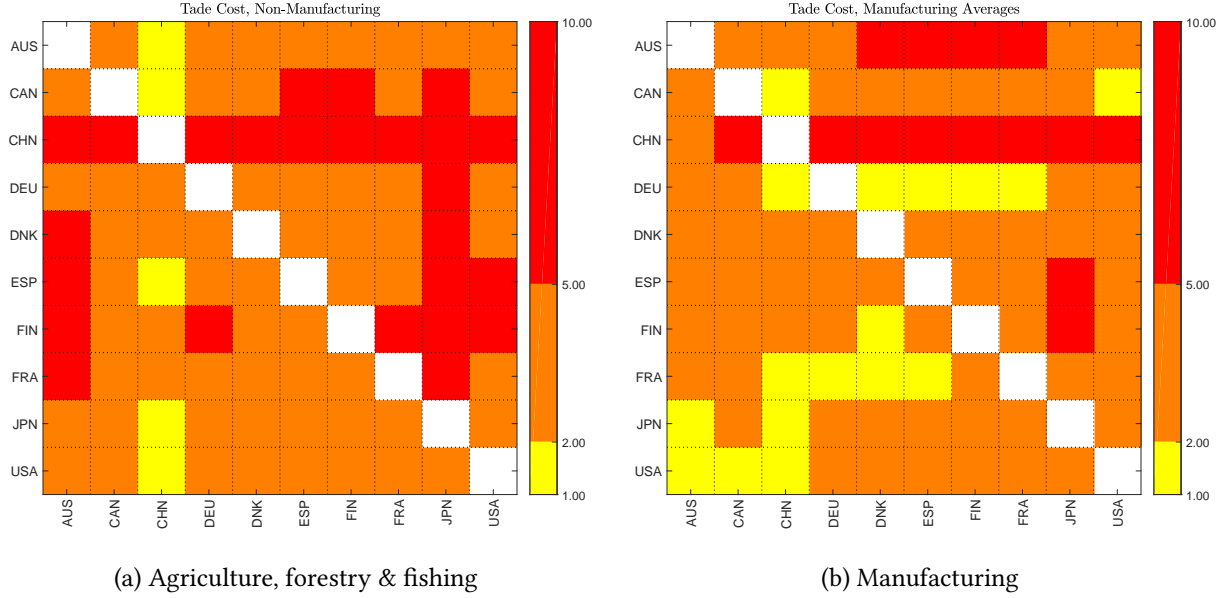 Tade Cost, Non-Manufacturing
AUS
CAN
CHN
DEU
DNK
ESP
FIN
FRA
JPN
USA
AUS CAN CHN DEU DNK ESP FIN FRA JPN USA
10.00
5.00
2.00
1.00
(a) Agriculture, forestry & fishing
Tade Cost, Manufacturing Averages
AUS
CAN
CHN
DEU
DNK
ESP
FIN
FRA
JPN
USA
AUS CAN CHN DEU DNK ESP FIN FRA JPN USA
10.00
5.00
2.00
1.00
(b) Manufacturing